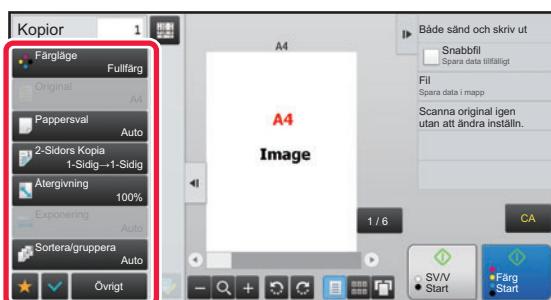 Kopior 1
Färgläge
Fullfärg
Original
A4
Pappersval
Auto
2-Sidors Kopia
1-Sidig→1-Sidig
Återgivning
100%
Exponering
Auto
Sortera/gruppera
Auto
Övrigt
A4
A4
Image
1 / 6
Både sänd och skriv ut
Snabbfil
Spara data tillfälligt
Fil
Spara data i mapp
Scanna original igen
utan att ändra inställn.
CA
SV/V
Start
Färg
Start